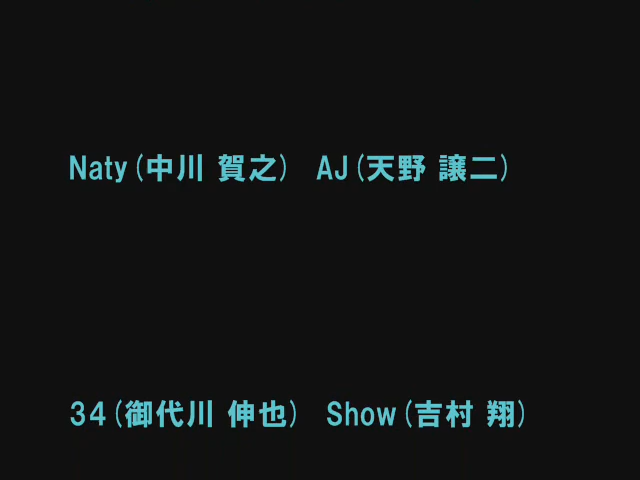 Naty(中川 賀之) AJ(天野 譲二)
34(御代川 伸也) Show(吉村 翔)